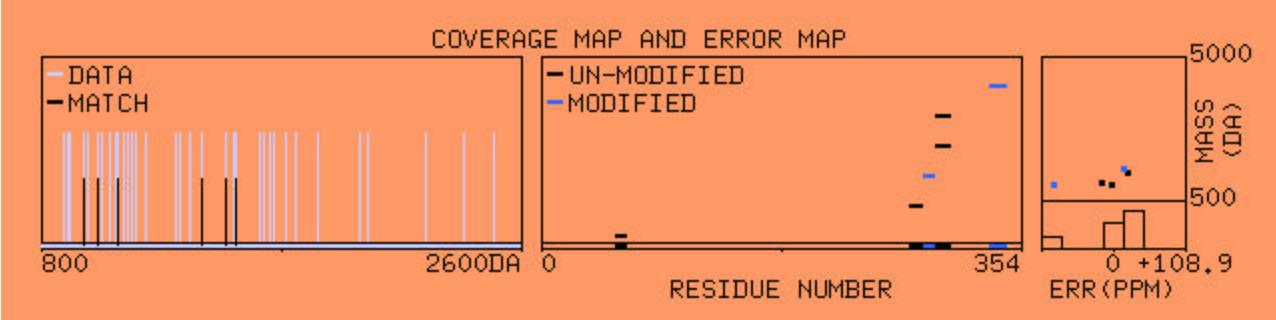 COVERAGE MAP AND ERROR MAP
DATA
MATCH
800 2600DA
UN-MODIFIED
MODIFIED
0 354
RESIDUE NUMBER
5000
MASS
(DA)
500
0 +108.9
ERR(PPM)